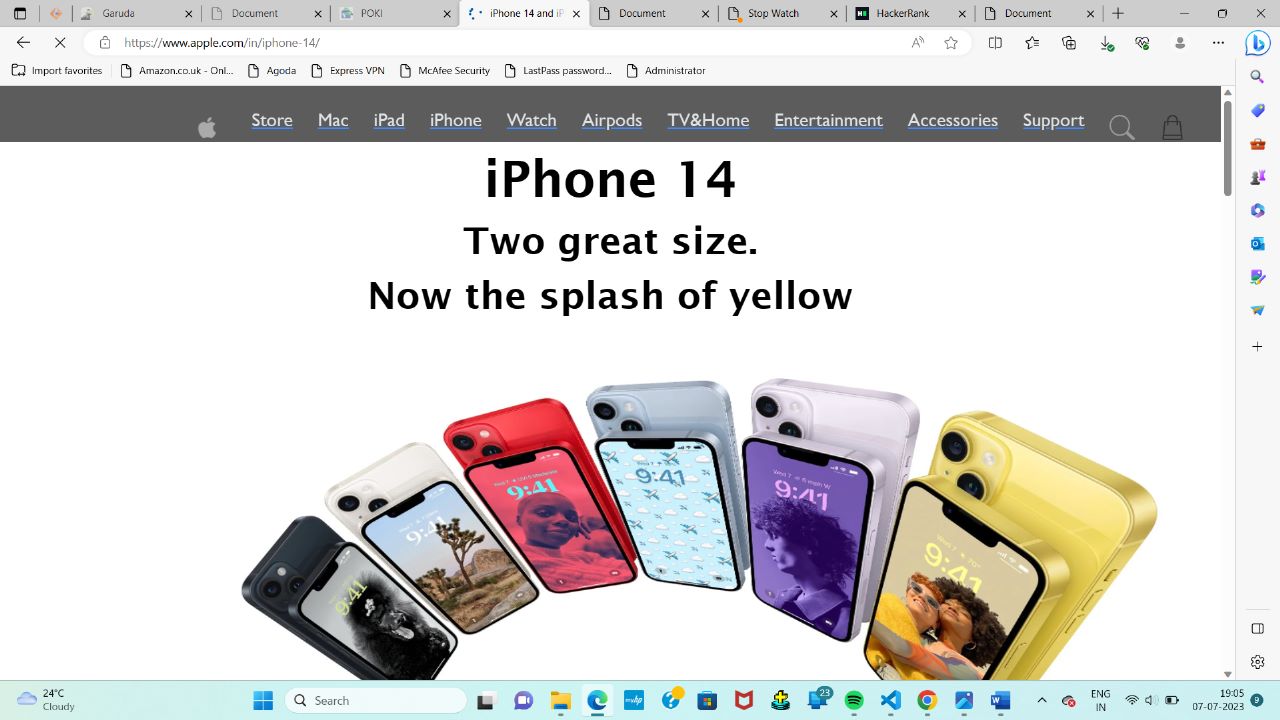 Garuda
Document
POKI
iPhone 14 and iP
Document
Stop Watch
HackerRank
Document
https://www.apple.com/in/iphone-14/
Import favorites
Amazon.co.uk - Onl...
Agoda
Express VPN
McAfee Security
LastPass password...
Administrator
Store Mac iPad iPhone Watch Airpods TV&Home Entertainment Accessories Support
iPhone 14
Two great size.
Now the splash of yellow
9:41
9:41
9:41
9:41
9:41
24°C
Cloudy
Search
23
ENG
IN
19:05
07-07-2023
9